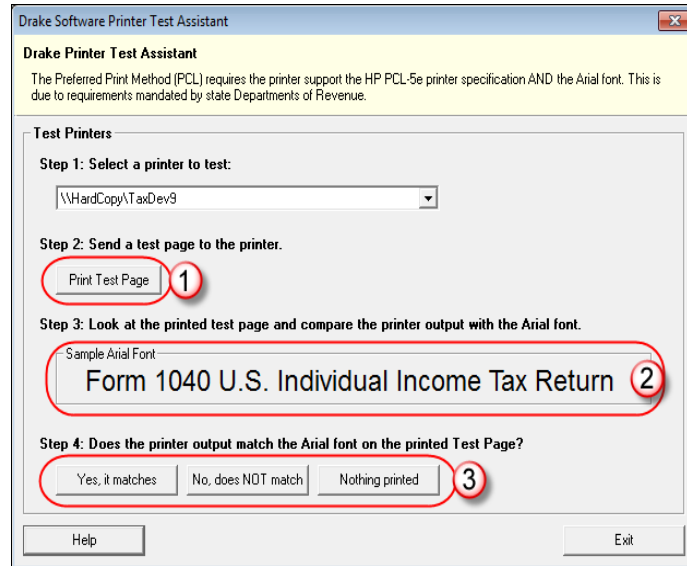 Drake Software Printer Test Assistant
Drake Printer Test Assistant
The Preferred Print Method (PCL) requires the printer support the HP PCL-5e printer specification AND the Arial font. This is
due to requirements mandated by state Departments of Revenue.
Test Printers
Step 1: Select a printer to test:
\\HardCopy\TaxDev9
Step 2: Send a test page to the printer.
Print Test Page
1
Step 3: Look at the printed test page and compare the printer output with the Arial font.
Sample Arial Font
Form 1040 U.S. Individual Income Tax Return
2
Step 4: Does the printer output match the Arial font on the printed Test Page?
Yes, it matches No, does NOT match Nothing printed
3
Help Exit